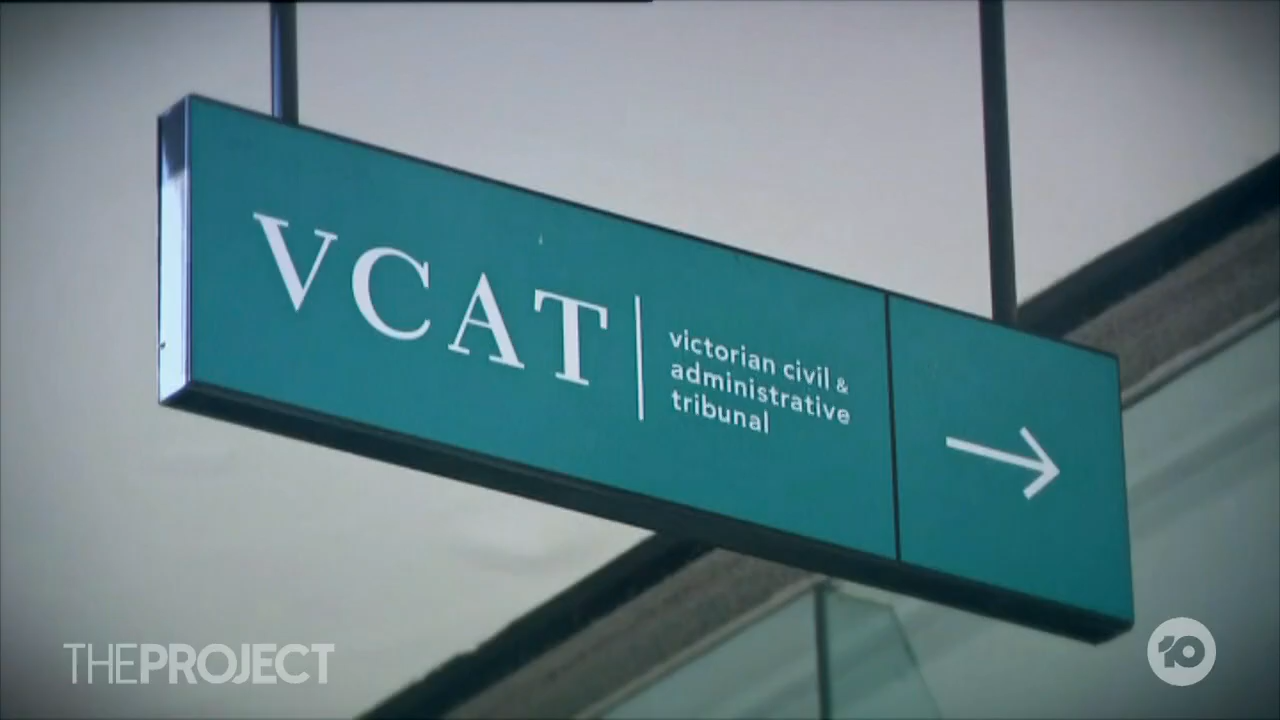 VCAT
victorian civil &
administrative
tribunal
THEPROJECT
10